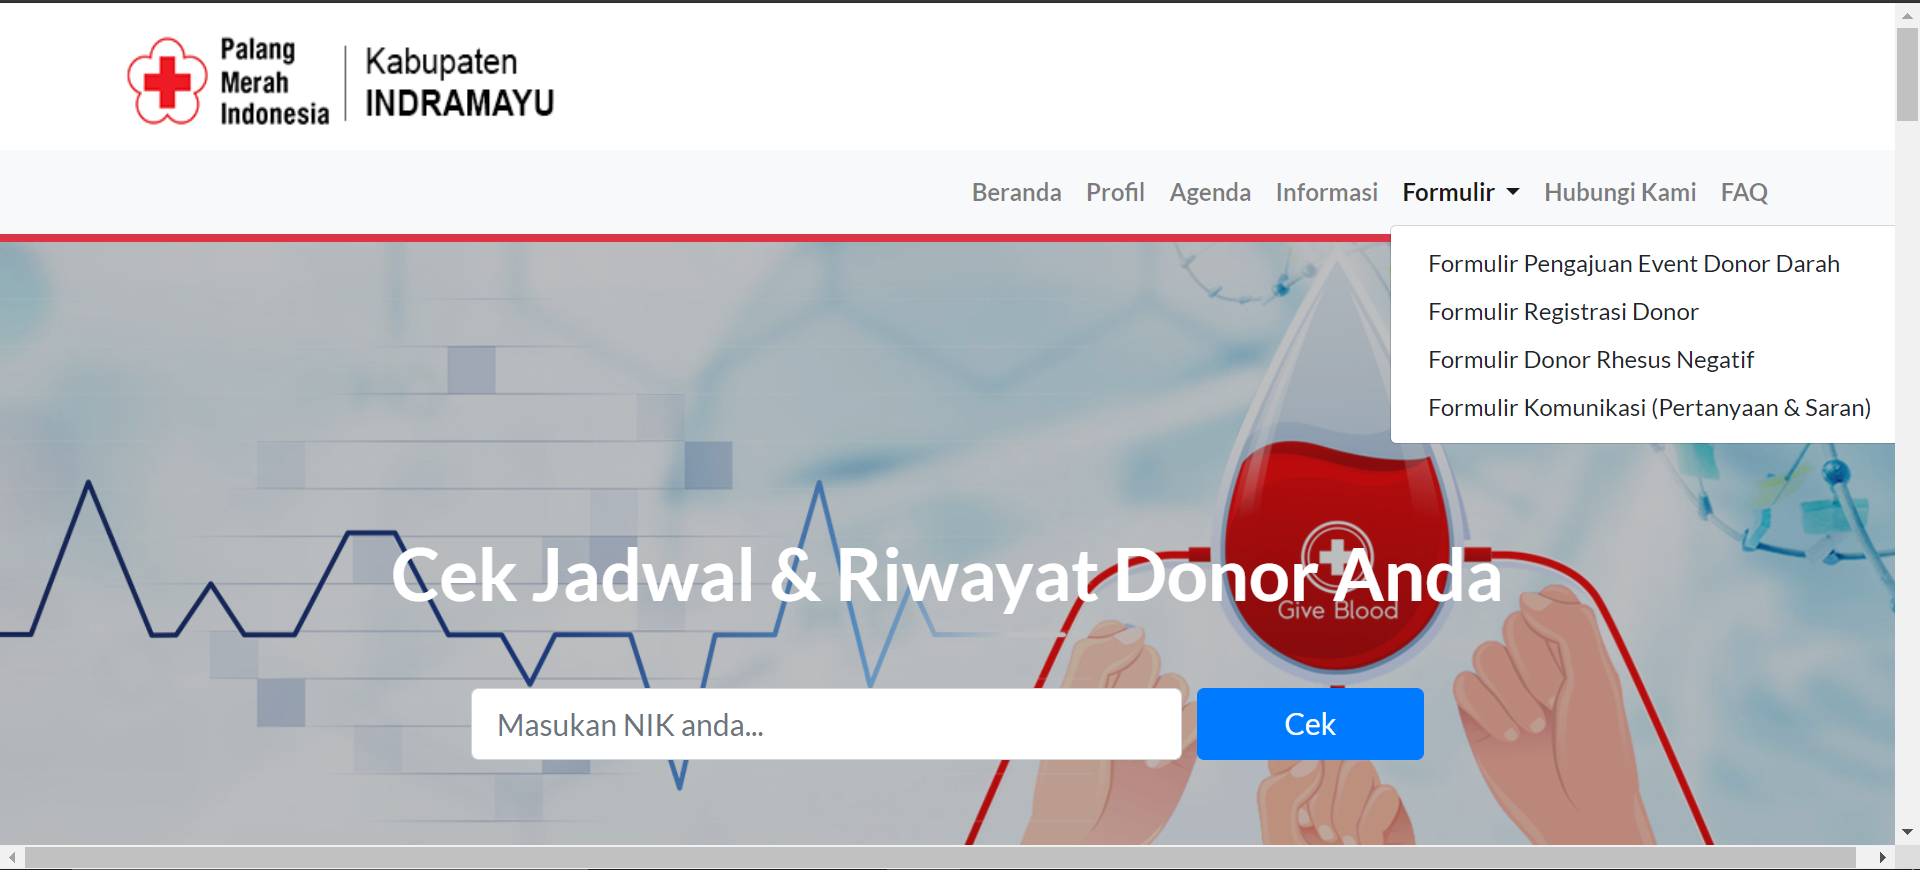 Palang
Merah
Indonesia
Kabupaten
INDRAMAYU
Beranda Profil Agenda Informasi Formulir Hubungi Kami FAQ
Formulir Pengajuan Event Donor Darah
Formulir Registrasi Donor
Formulir Donor Rhesus Negatif
Formulir Komunikasi (Pertanyaan & Saran)
Cek Jadwal & Riwayat Donor Anda
Give Blood
Masukan NIK anda...
Cek